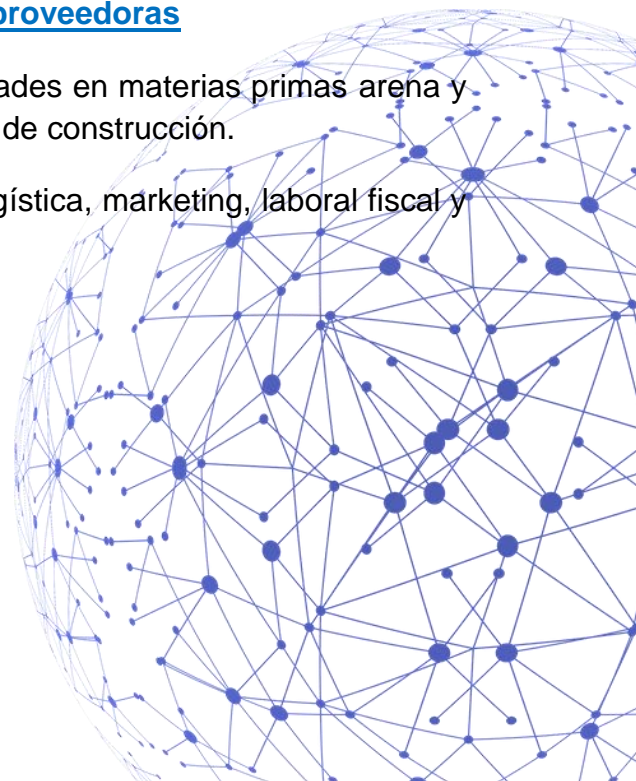 proveedoras
ades en materias primas arena y
de construcción.
gística, marketing, laboral fiscal y